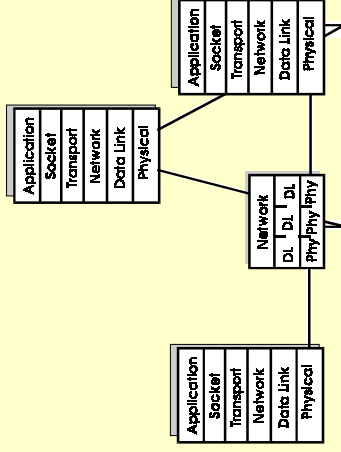 Application
Socket
Transport
Network
Data Link
Physical
Application
Socket
Transport
Network
Data Link
Physical
Network
DL DL DL
Phy Phy Phy
Application
Socket
Transport
Network
Data Link
Physical